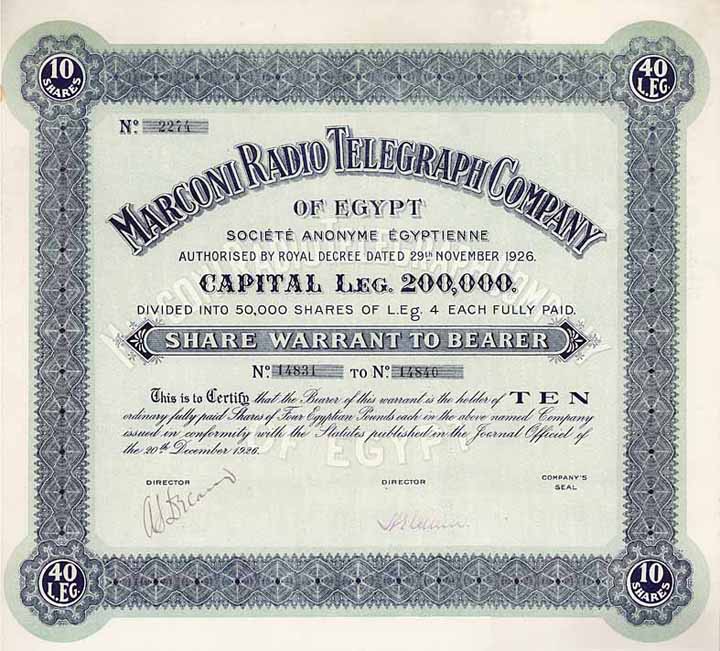 10 SHARES
40 L.EG.
No. 2274
MARCONI RADIO TELEGRAPH COMPANY
OF EGYPT
SOCIÉTÉ ANONYME ÉGYPTIENNE
AUTHORISED BY ROYAL DECREE DATED 29TH NOVEMBER 1926.
CAPITAL L.EG. 200,000.
DIVIDED INTO 50,000 SHARES OF L.Eg. 4 EACH FULLY PAID.
SHARE WARRANT TO BEARER
No. 14831 TO No. 14840
This is to Certify that the Bearer of this warrant is the holder of TEN
ordinary fully paid Shares of Four Egyptian Pounds each in the above named Company
issued in conformity with the Statutes published in the Journal Officiel of
the 20th December 1926.
DIRECTOR
DIRECTOR
COMPANY'S
SEAL
40 L.EG.
10 SHARES